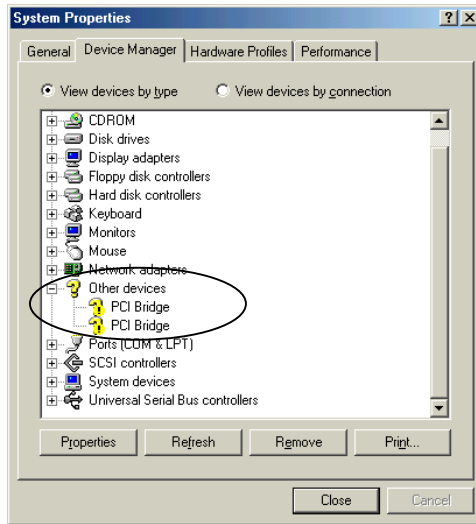 System Properties
General Device Manager Hardware Profiles Performance
View devices by type View devices by connection
CDROM
Disk drives
Display adapters
Floppy disk controllers
Hard disk controllers
Keyboard
Monitors
Mouse
Network adapters
Other devices
PCI Bridge
PCI Bridge
Ports (COM & LPT)
SCSI controllers
System devices
Universal Serial Bus controllers
Properties Refresh Remove Print...
Close Cancel